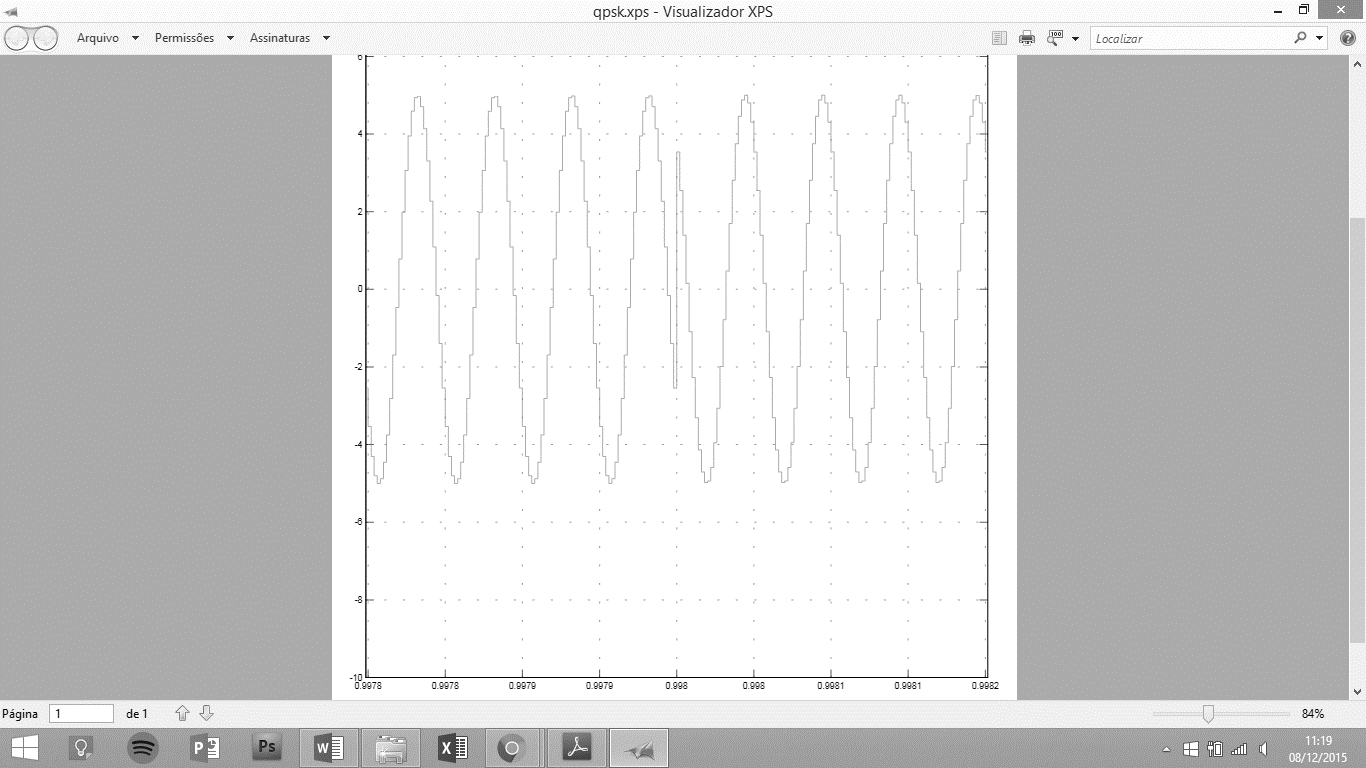 qpsk.xps - Visualizador XPS
Arquivo Permissões Assinaturas
100
Localizar
6
4
2
0
-2
-4
-6
-8
-10
0.9978 0.9978 0.9979 0.9979 0.998 0.998 0.9981 0.9981 0.9982
Página 1 de 1
84%
Ps
11:19
08/12/2015